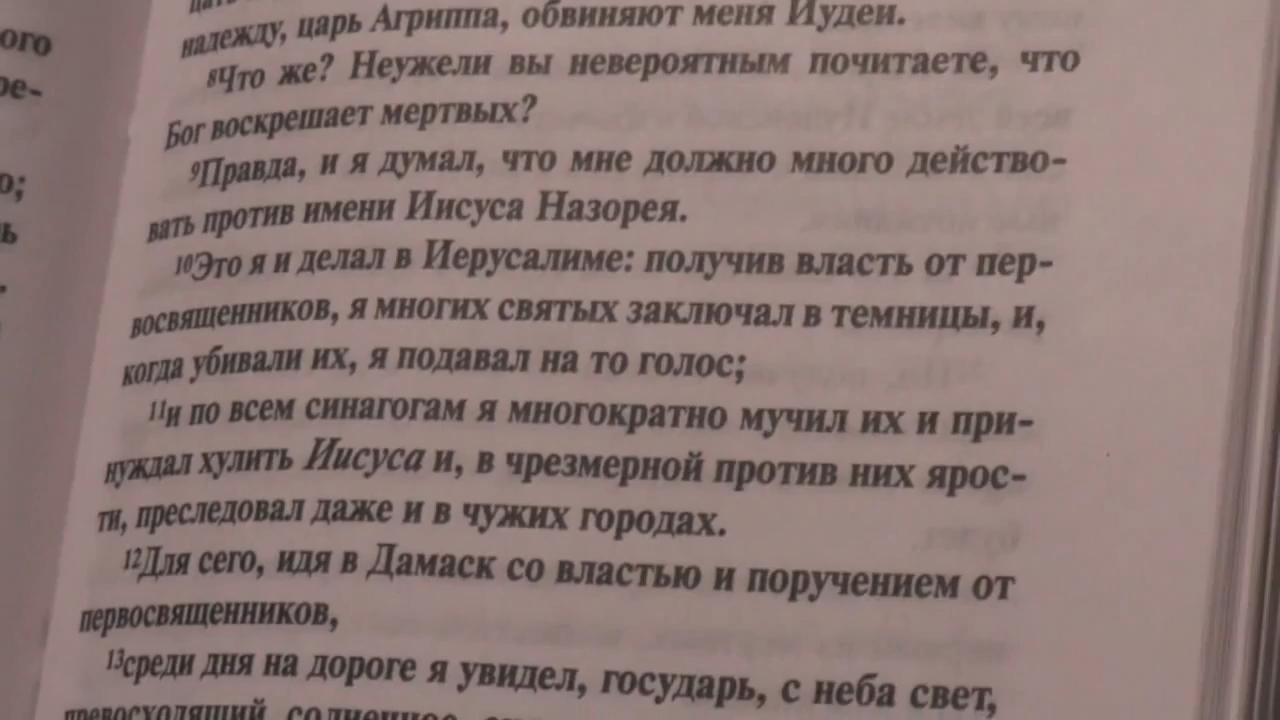 ого
ре-
о;
ь
надежду, царь Агриппа, обвиняют меня Иудеи.
8Что же? Неужели вы невероятным почитаете, что
Бог воскрешает мертвых?
9Правда, и я думал, что мне должно много действо-
вать против имени Иисуса Назорея.
10Это я и делал в Иерусалиме: получив власть от пер-
восвященников, я многих святых заключал в темницы, и,
когда убивали их, я подавал на то голос;
11и по всем синагогам я многократно мучил их и при-
нуждал хулить Иисуса и, в чрезмерной против них ярос-
ти, преследовал даже и в чужих городах.
12Для сего, идя в Дамаск со властью и поручением от
первосвященников,
13среди дня на дороге я увидел, государь, с неба свет,
превосходящий солнечное